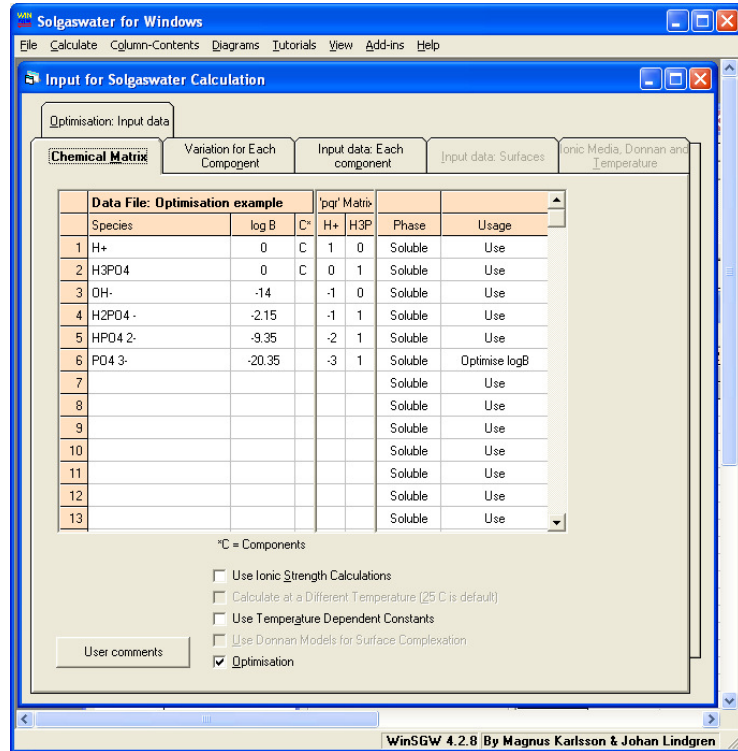 WIN SGW Solgaswater for Windows
File Calculate Column-Contents Diagrams Tutorials View Add-ins Help
Input for Solgaswater Calculation
Optimisation: Input data
Chemical Matrix
Variation for Each Component
Input data: Each component
Input data: Surfaces
Ionic Media, Donnan and Temperature
Data File: Optimisation example 'pqr' Matrix
Species log B C* H+ H3P Phase Usage
1 H+ 0 C 1 0 Soluble Use
2 H3PO4 0 C 0 1 Soluble Use
3 OH- -14 -1 0 Soluble Use
4 H2PO4 - -2.15 -1 1 Soluble Use
5 HPO4 2- -9.35 -2 1 Soluble Use
6 PO4 3- -20.35 -3 1 Soluble Optimise logB
7 Soluble Use
8 Soluble Use
9 Soluble Use
10 Soluble Use
11 Soluble Use
12 Soluble Use
13 Soluble Use
*C = Components
Use Ionic Strength Calculations
Calculate at a Different Temperature (25 C is default)
Use Temperature Dependent Constants
Use Donnan Models for Surface Complexation
User comments
Optimisation
WinSGW 4.2.8 By Magnus Karlsson & Johan Lindgren